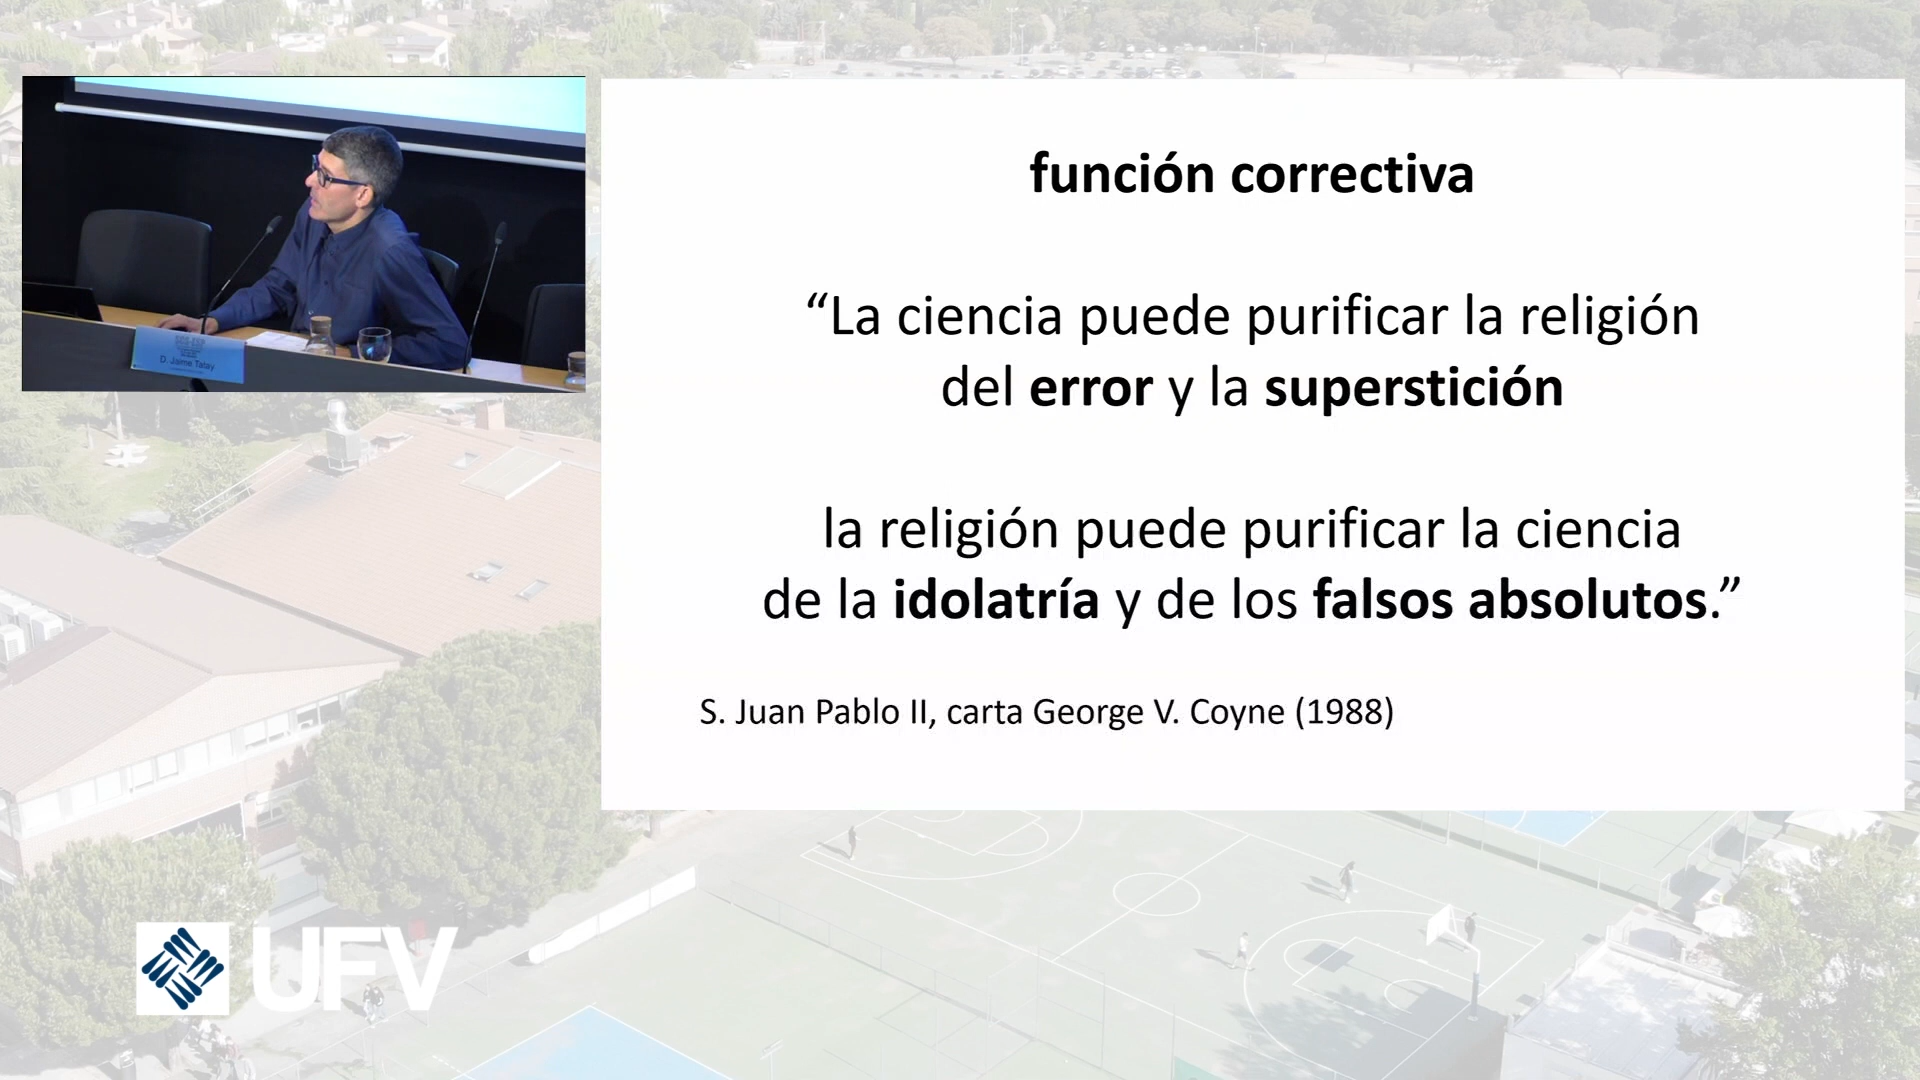 función correctiva
“La ciencia puede purificar la religión
del error y la superstición
la religión puede purificar la ciencia
de la idolatría y de los falsos absolutos.”
S. Juan Pablo II, carta George V. Coyne (1988)
D. Jaime Tatay
UFV